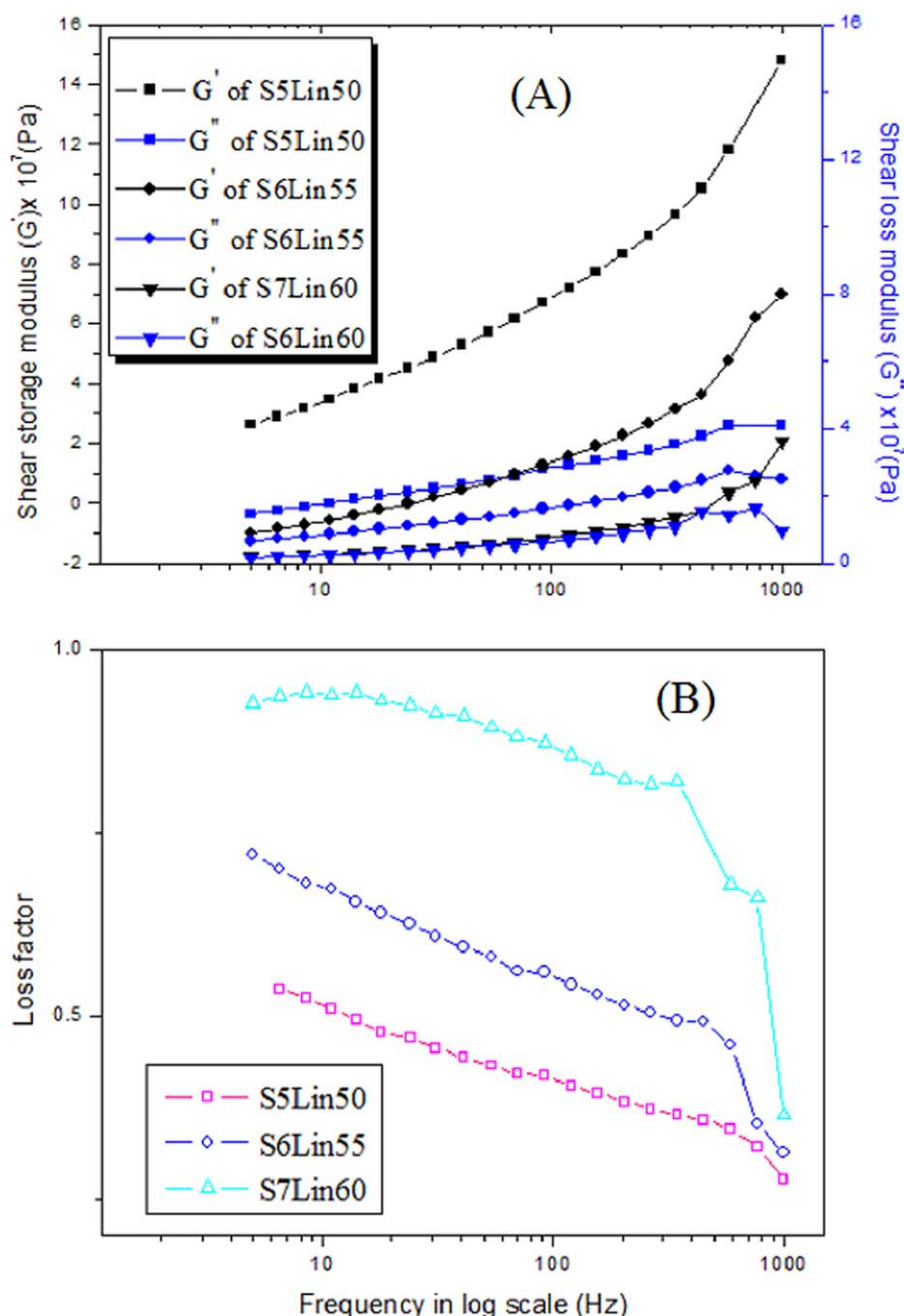 (A)
G' of S5Lin50
G" of S5Lin50
G' of S6Lin55
G" of S6Lin55
G' of S7Lin60
G" of S6Lin60
Shear storage modulus (G')x 10⁷(Pa)
16
14
12
10
8
6
4
2
0
-2
Shear loss modulus (G") x10⁷(Pa)
16
12
8
4
0
10
100
1000
(B)
Loss factor
1.0
0.5
S5Lin50
S6Lin55
S7Lin60
10
100
1000
Frequency in log scale (Hz)